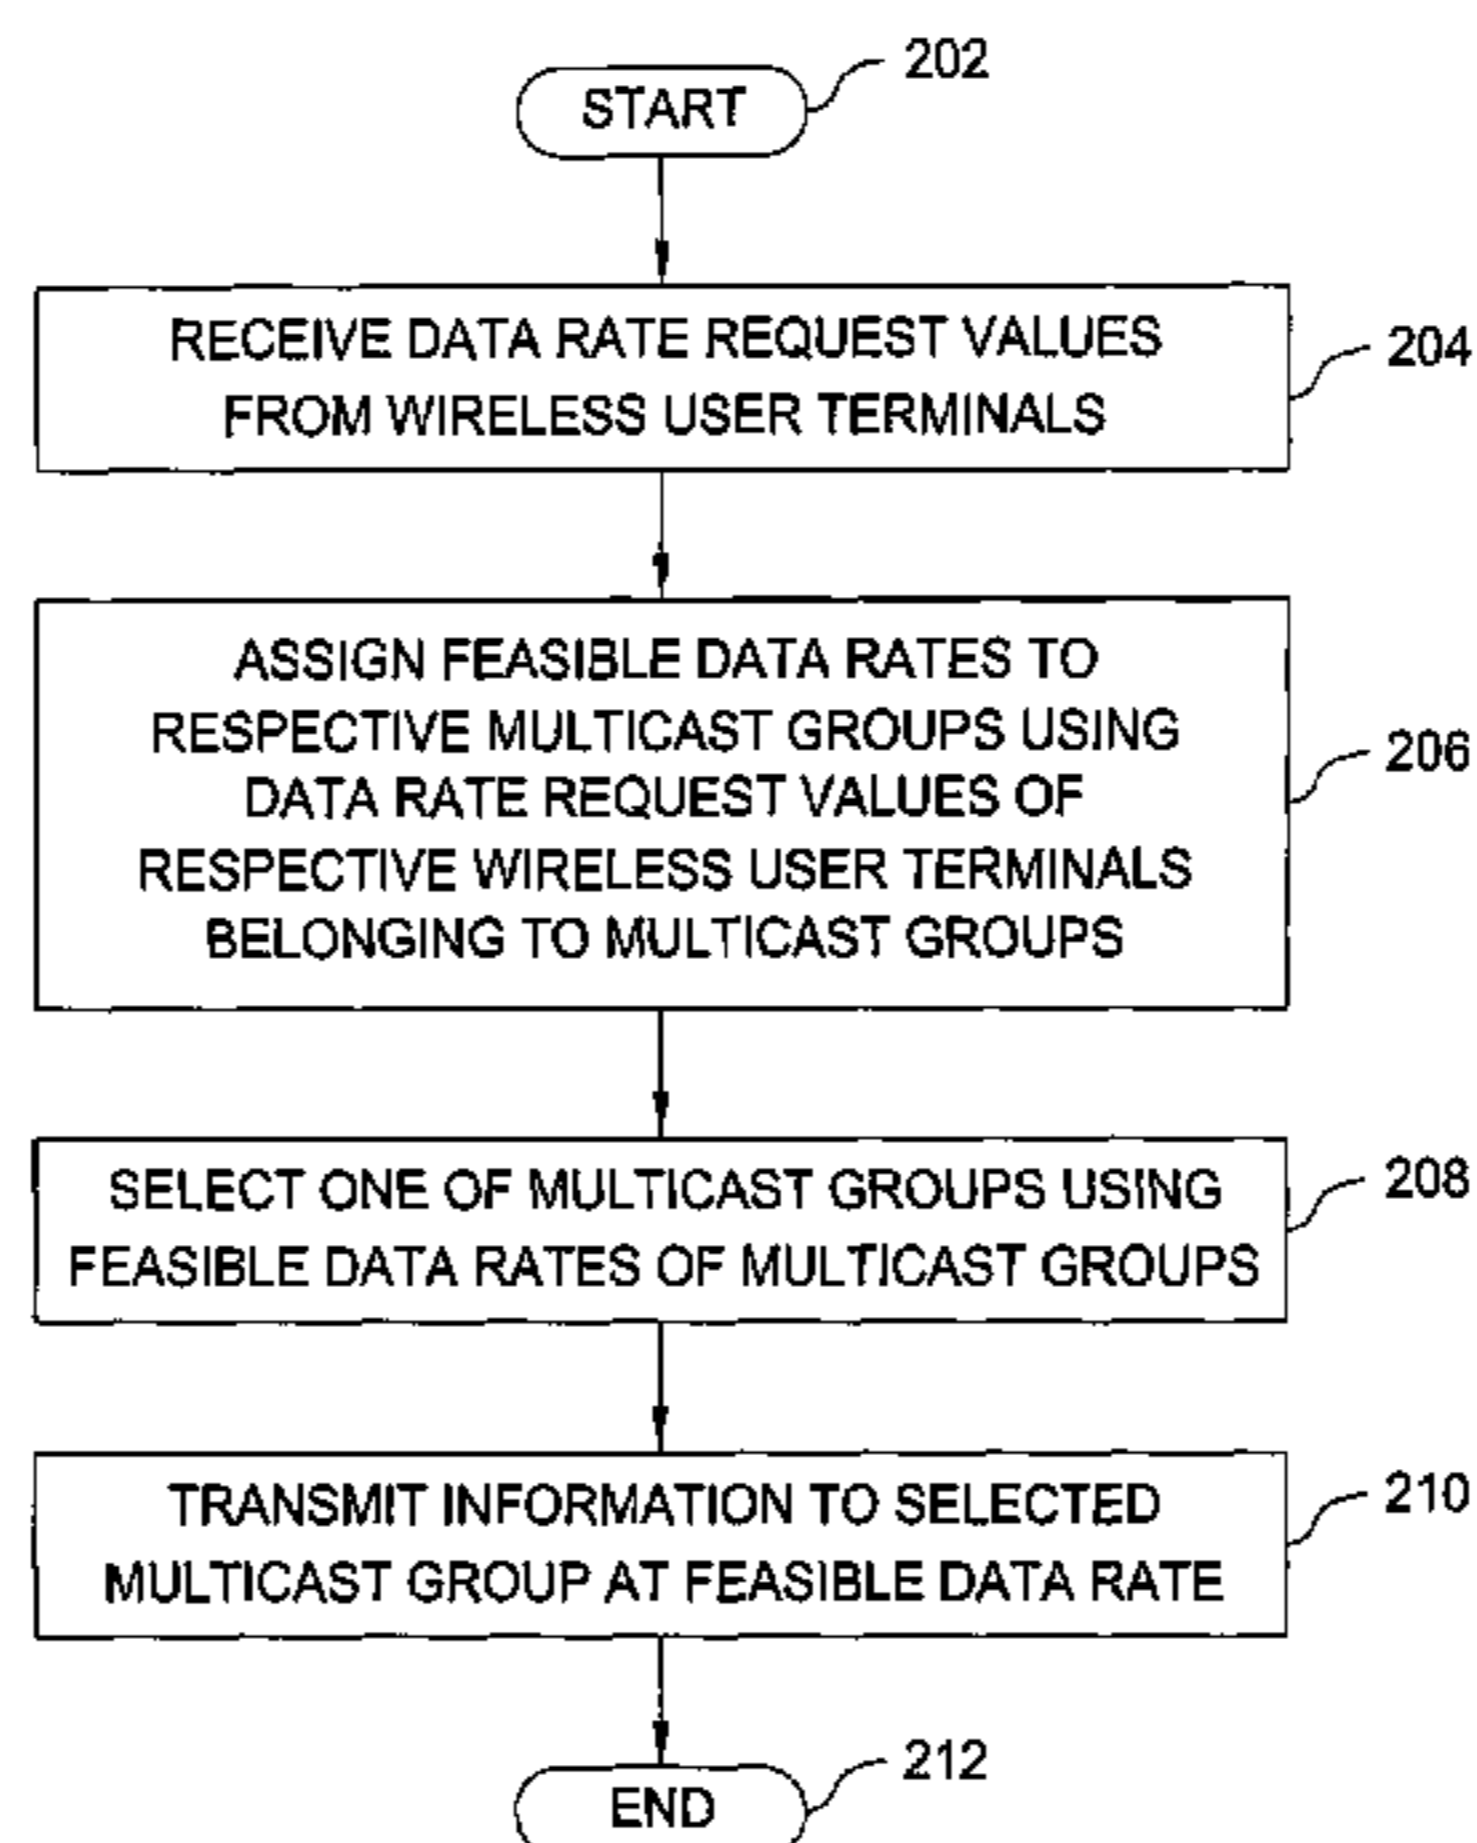 START
202
RECEIVE DATA RATE REQUEST VALUES
FROM WIRELESS USER TERMINALS
204
ASSIGN FEASIBLE DATA RATES TO
RESPECTIVE MULTICAST GROUPS USING
DATA RATE REQUEST VALUES OF
RESPECTIVE WIRELESS USER TERMINALS
BELONGING TO MULTICAST GROUPS
206
SELECT ONE OF MULTICAST GROUPS USING
FEASIBLE DATA RATES OF MULTICAST GROUPS
208
TRANSMIT INFORMATION TO SELECTED
MULTICAST GROUP AT FEASIBLE DATA RATE
210
END
212